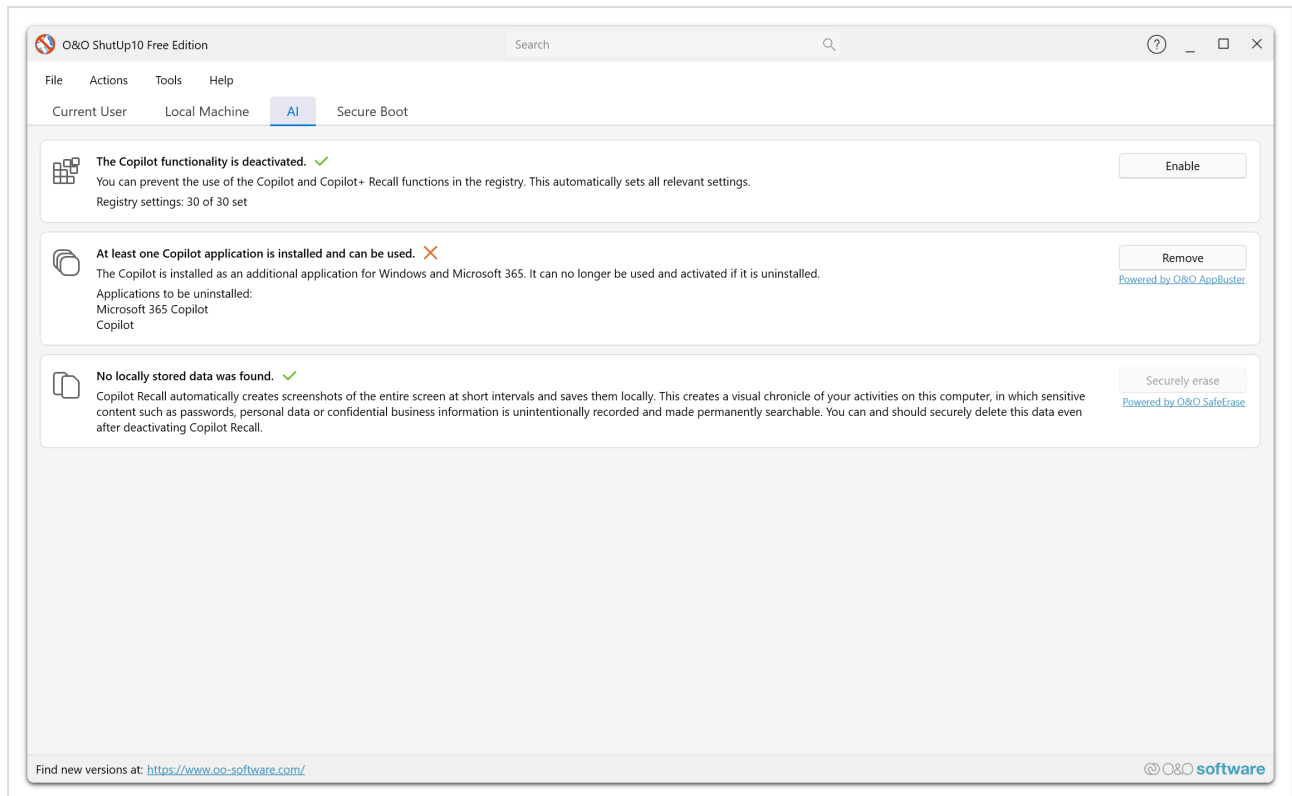 O&O ShutUp10 Free Edition
Search
?
File Actions Tools Help
Current User Local Machine AI Secure Boot
The Copilot functionality is deactivated.
Enable
You can prevent the use of the Copilot and Copilot+ Recall functions in the registry. This automatically sets all relevant settings.
Registry settings: 30 of 30 set
At least one Copilot application is installed and can be used.
Remove
The Copilot is installed as an additional application for Windows and Microsoft 365. It can no longer be used and activated if it is uninstalled.
Powered by O&O AppBuster
Applications to be uninstalled:
Microsoft 365 Copilot
Copilot
No locally stored data was found.
Securely erase
Copilot Recall automatically creates screenshots of the entire screen at short intervals and saves them locally. This creates a visual chronicle of your activities on this computer, in which sensitive
Powered by O&O SafeErase
content such as passwords, personal data or confidential business information is unintentionally recorded and made permanently searchable. You can and should securely delete this data even
after deactivating Copilot Recall.
Find new versions at: https://www.oo-software.com/
O&O software